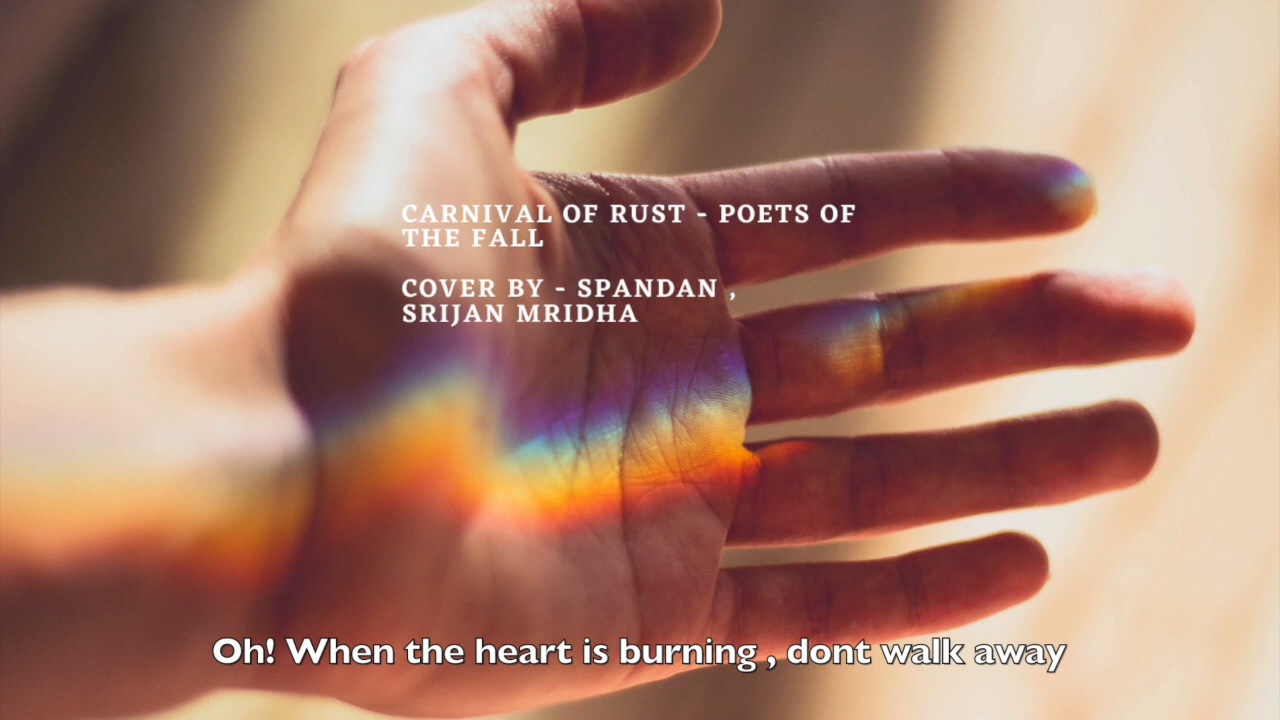 CARNIVAL OF RUST - POETS OF
THE FALL
COVER BY - SPANDAN ,
SRIJAN MRIDHA
Oh! When the heart is burning , dont walk away